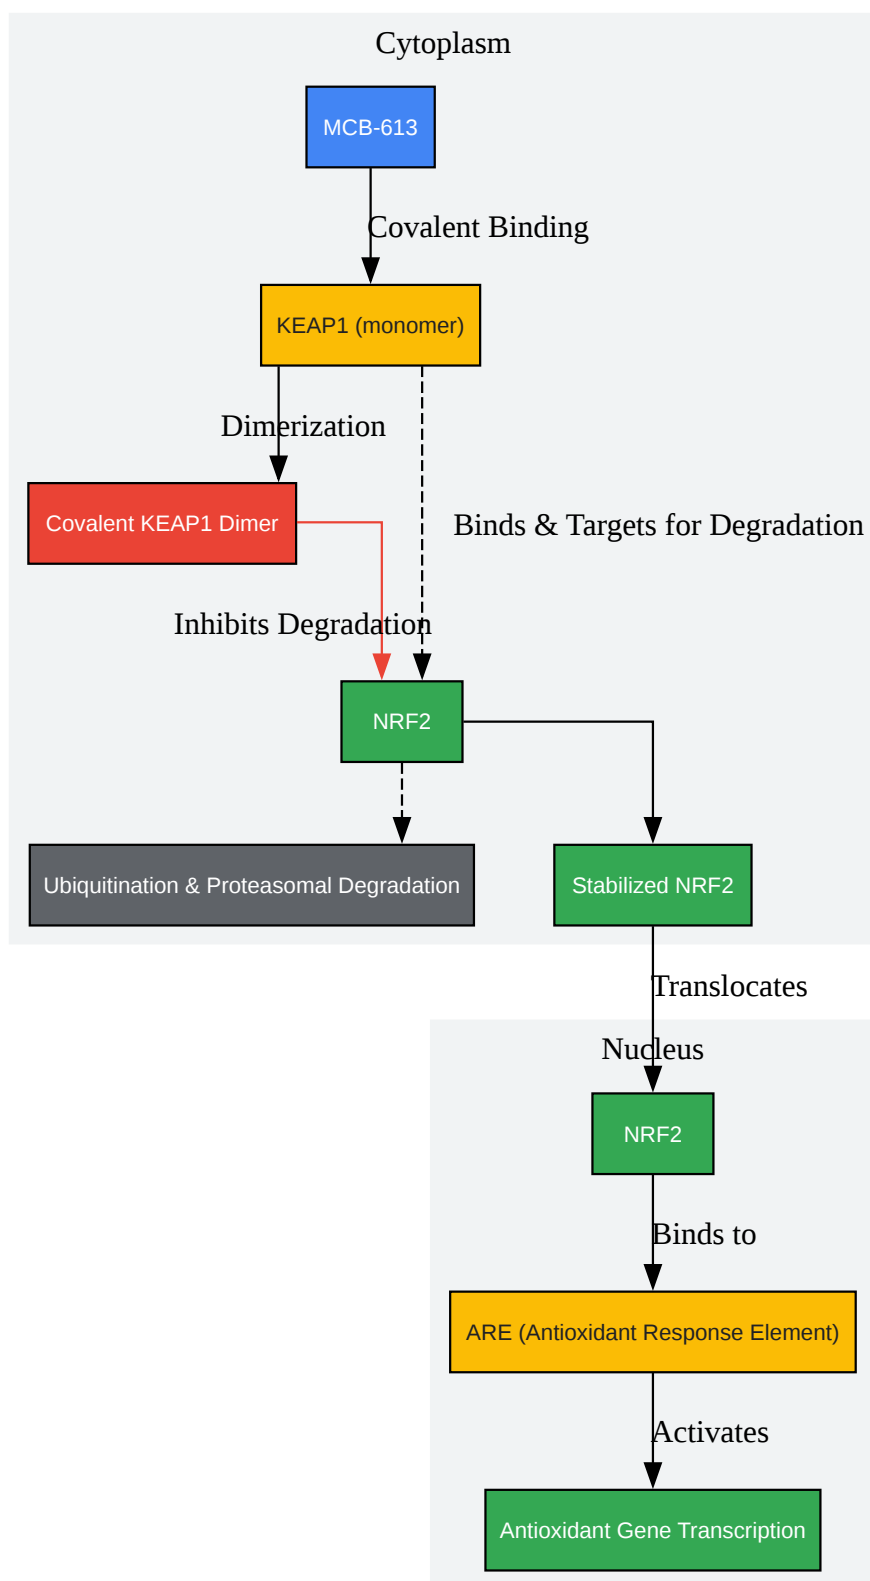 Cytoplasm
MCB-613
Covalent Binding
KEAP1 (monomer)
Dimerization
Covalent KEAP1 Dimer
Binds & Targets for Degradation
Inhibits Degradation
NRF2
Ubiquitination & Proteasomal Degradation
Stabilized NRF2
Translocates
Nucleus
NRF2
Binds to
ARE (Antioxidant Response Element)
Activates
Antioxidant Gene Transcription